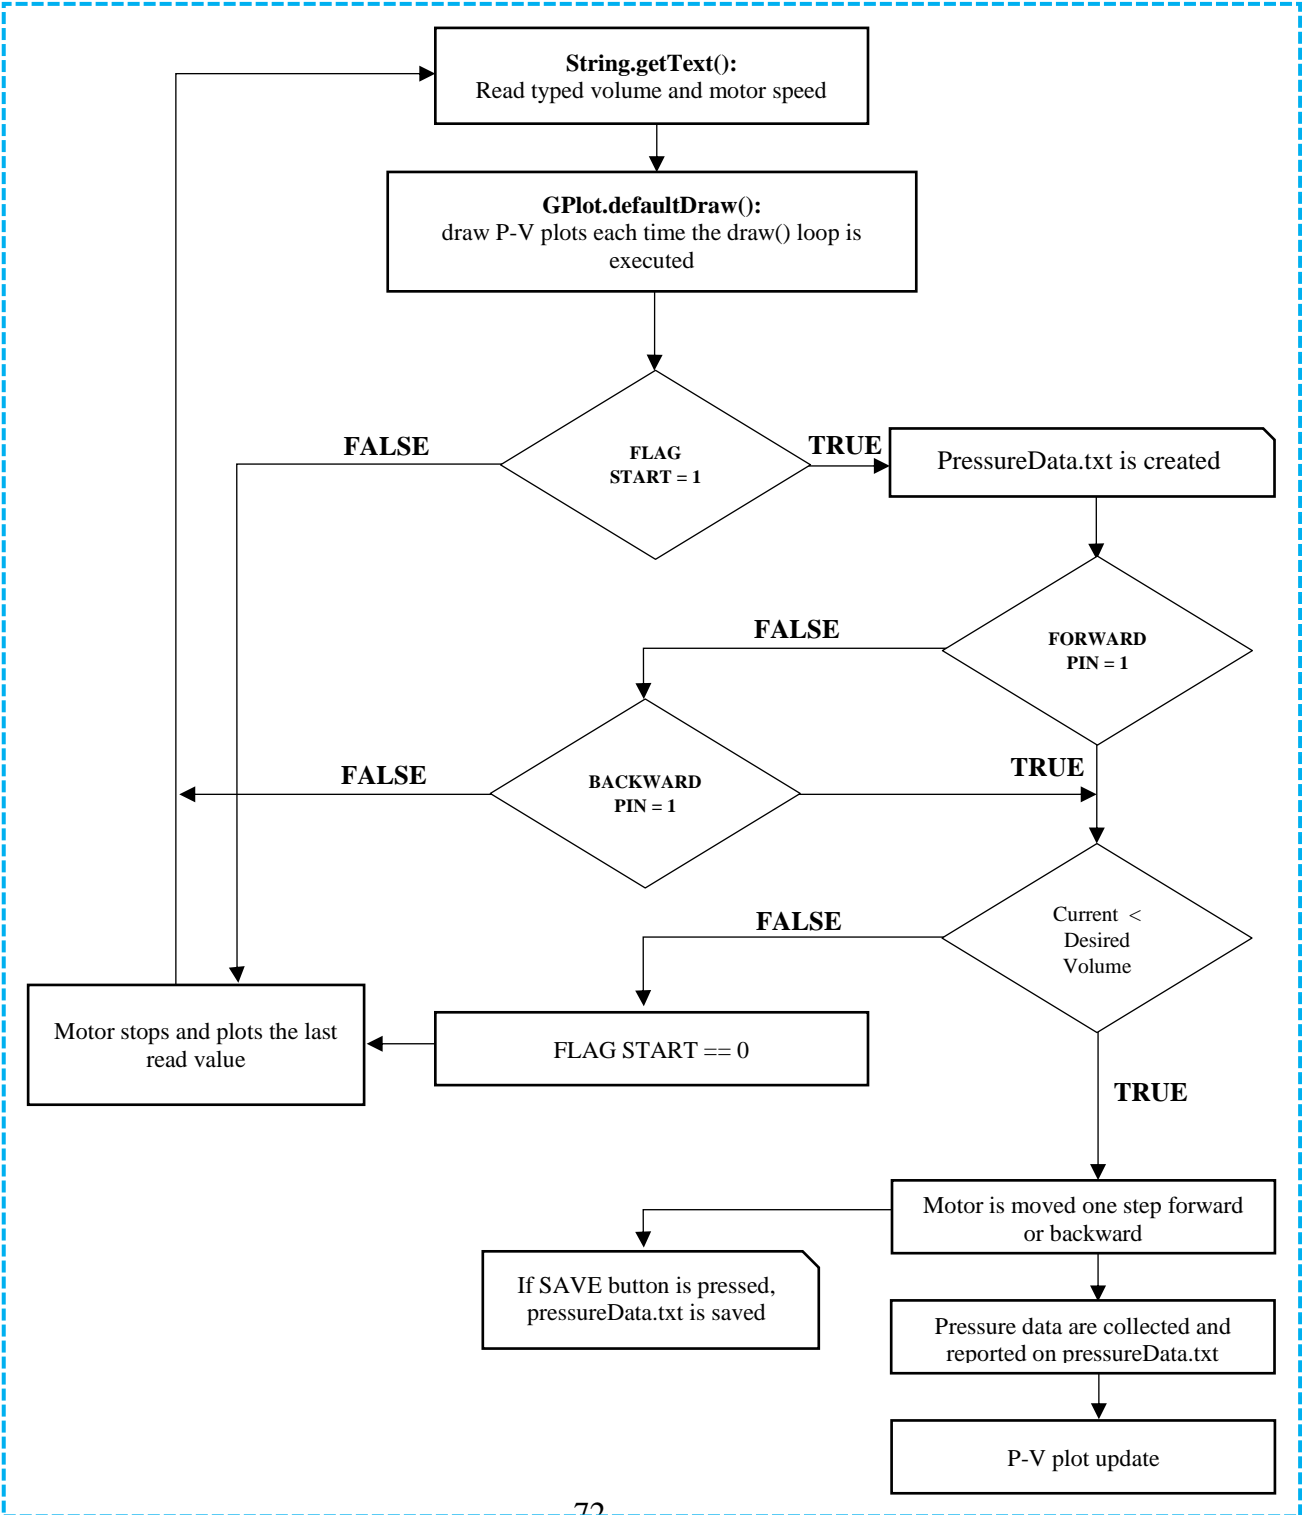 String.getText():
Read typed volume and motor speed
GPlot.defaultDraw():
draw P-V plots each time the draw() loop is
executed
FALSE
FLAG
START = 1
TRUE
PressureData.txt is created
FALSE
FORWARD
PIN = 1
FALSE
BACKWARD
PIN = 1
TRUE
FALSE
Current <
Desired
Volume
Motor stops and plots the last
read value
FLAG START == 0
TRUE
Motor is moved one step forward
or backward
If SAVE button is pressed,
pressureData.txt is saved
Pressure data are collected and
reported on pressureData.txt
P-V plot update
72